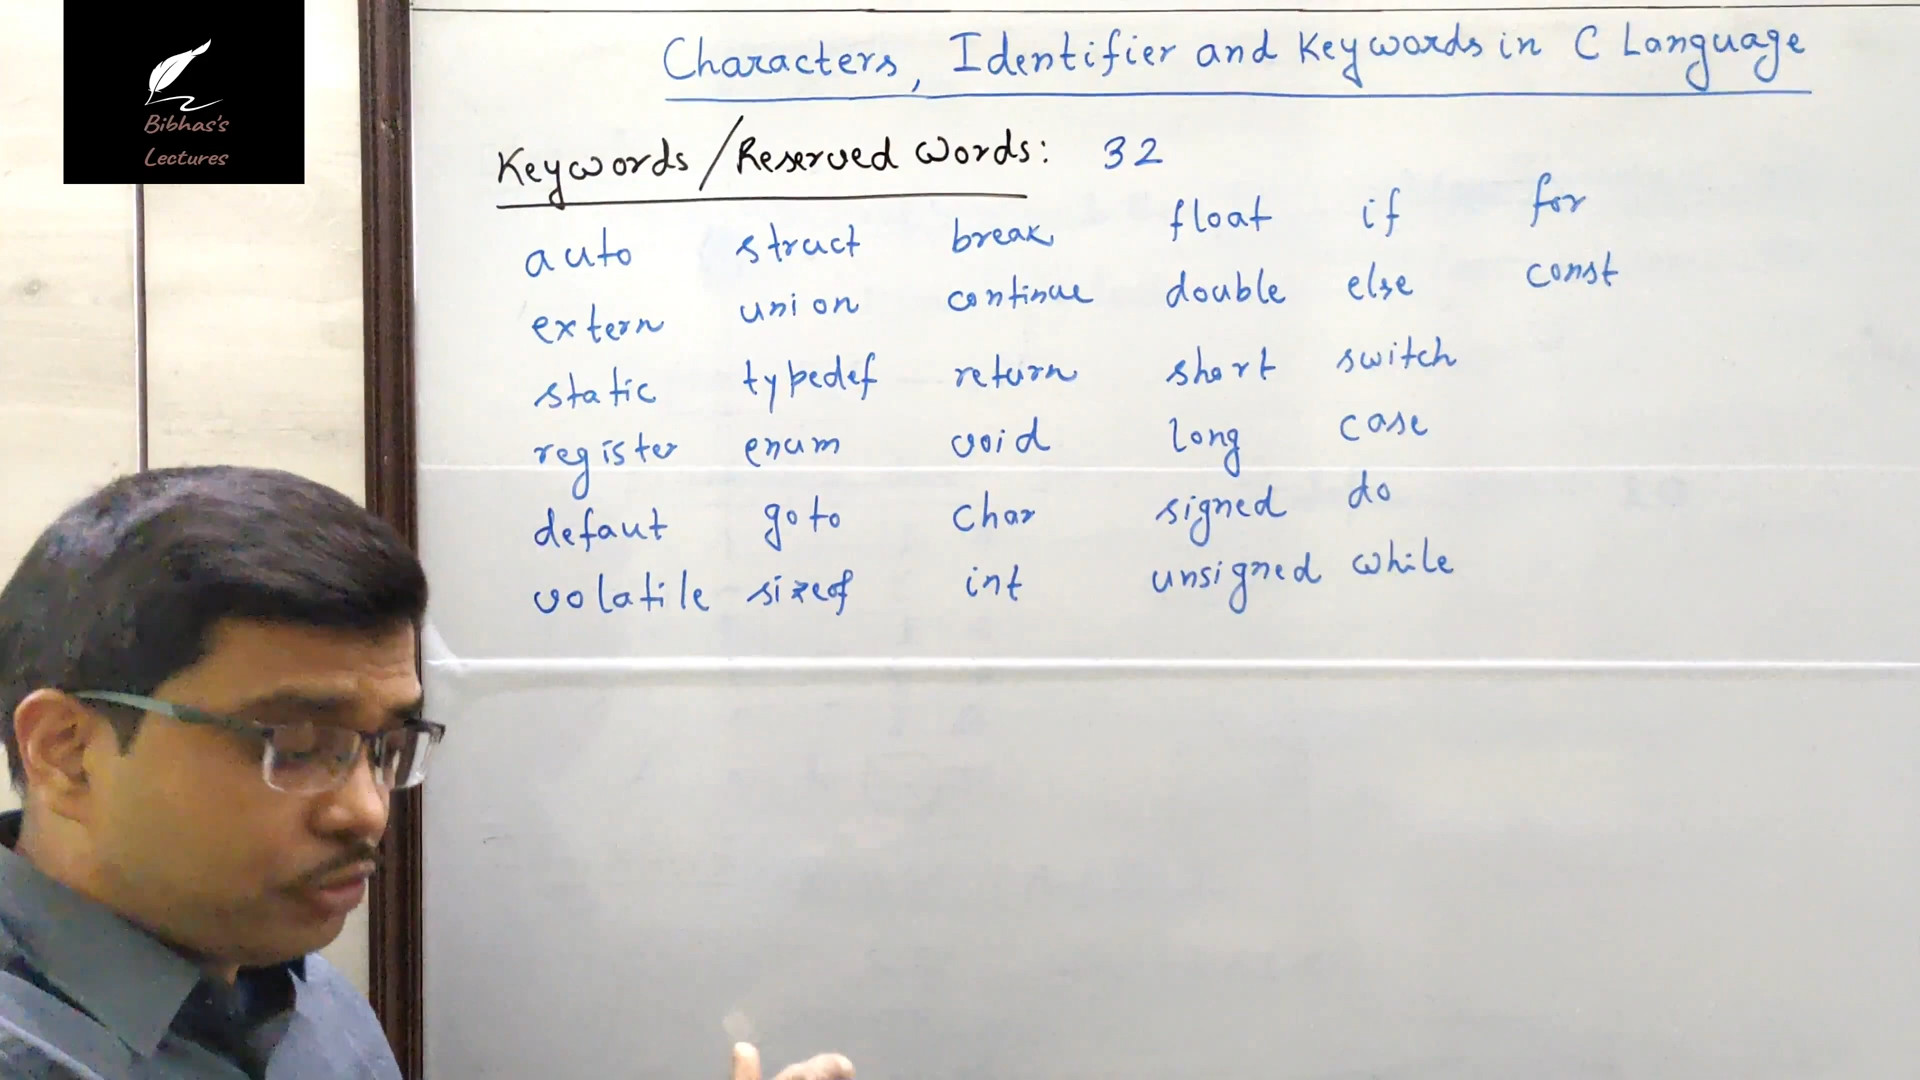 Bibhas's
Lectures
Characters, Identifier and Keywords in C Language
Keywords/Reserved Words: 32
auto struct break float if for
extern union continue double else const
static typedef return short switch
register enum void long case
defaut goto char signed do
volatile sizeof int unsigned while